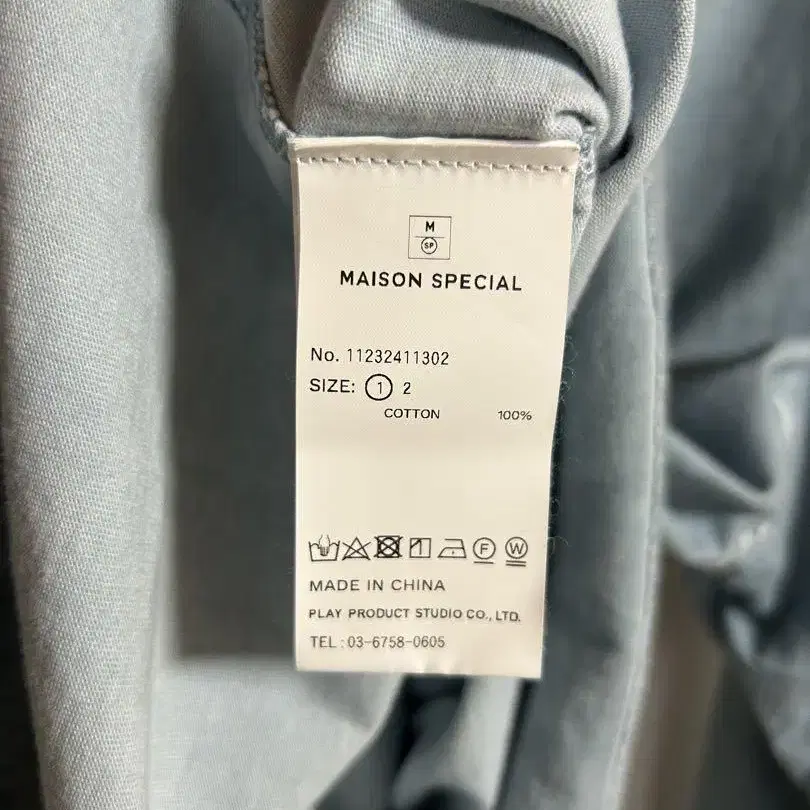 M
SP
MAISON SPECIAL
No. 11232411302
SIZE: 1 2
COTTON 100%
F W
MADE IN CHINA
PLAY PRODUCT STUDIO CO., LTD.
TEL : 03-6758-0605